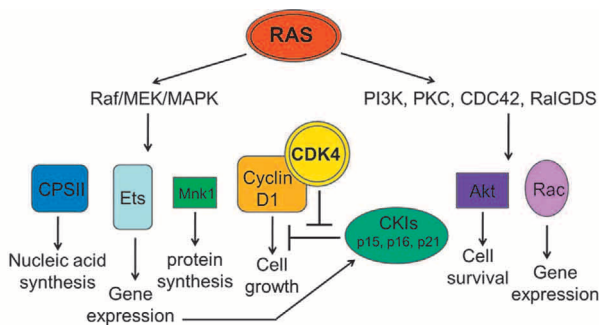 RAS
Raf/MEK/MAPK
PI3K, PKC, CDC42, RalGDS
CPSII
Ets
Mnk1
Cyclin
D1
CDK4
CKIs
p15, p16, p21
Akt
Rac
Nucleic acid
synthesis
Gene
expression
protein
synthesis
Cell
growth
Cell
survival
Gene
expression